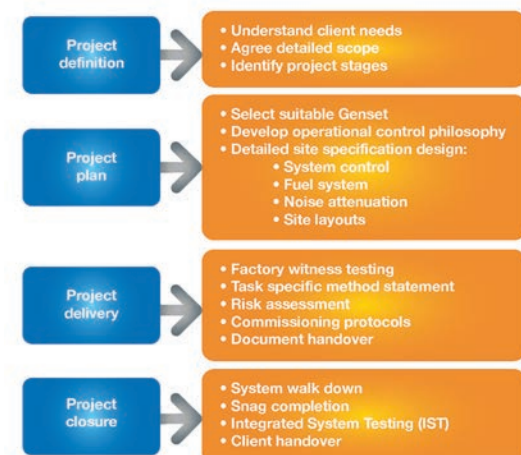 Project
definition
• Understand client needs
• Agree detailed scope
• Identify project stages
Project
plan
• Select suitable Genset
• Develop operational control philosophy
• Detailed site specification design:
• System control
• Fuel system
• Noise attenuation
• Site layouts
Project
delivery
• Factory witness testing
• Task specific method statement
• Risk assessment
• Commissioning protocols
• Document handover
Project
closure
• System walk down
• Snag completion
• Integrated System Testing (IST)
• Client handover